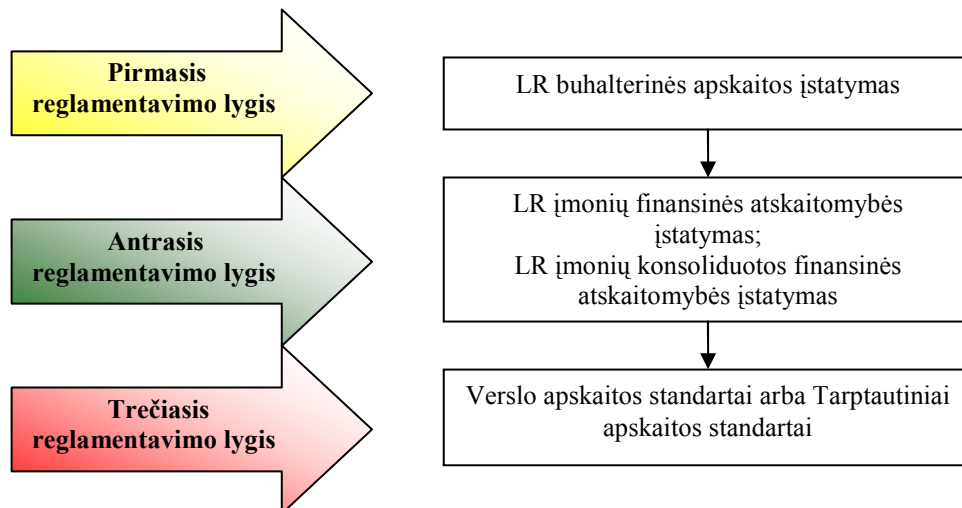 Pirmasis
reglamentavimo lygis
LR buhalterinės apskaitos įstatymas
Antrasis
reglamentavimo lygis
LR įmonių finansinės atskaitomybės
įstatymas;
LR įmonių konsoliduotos finansinės
atskaitomybės įstatymas
Trečiasis
reglamentavimo lygis
Verslo apskaitos standartai arba Tarptautiniai
apskaitos standartai